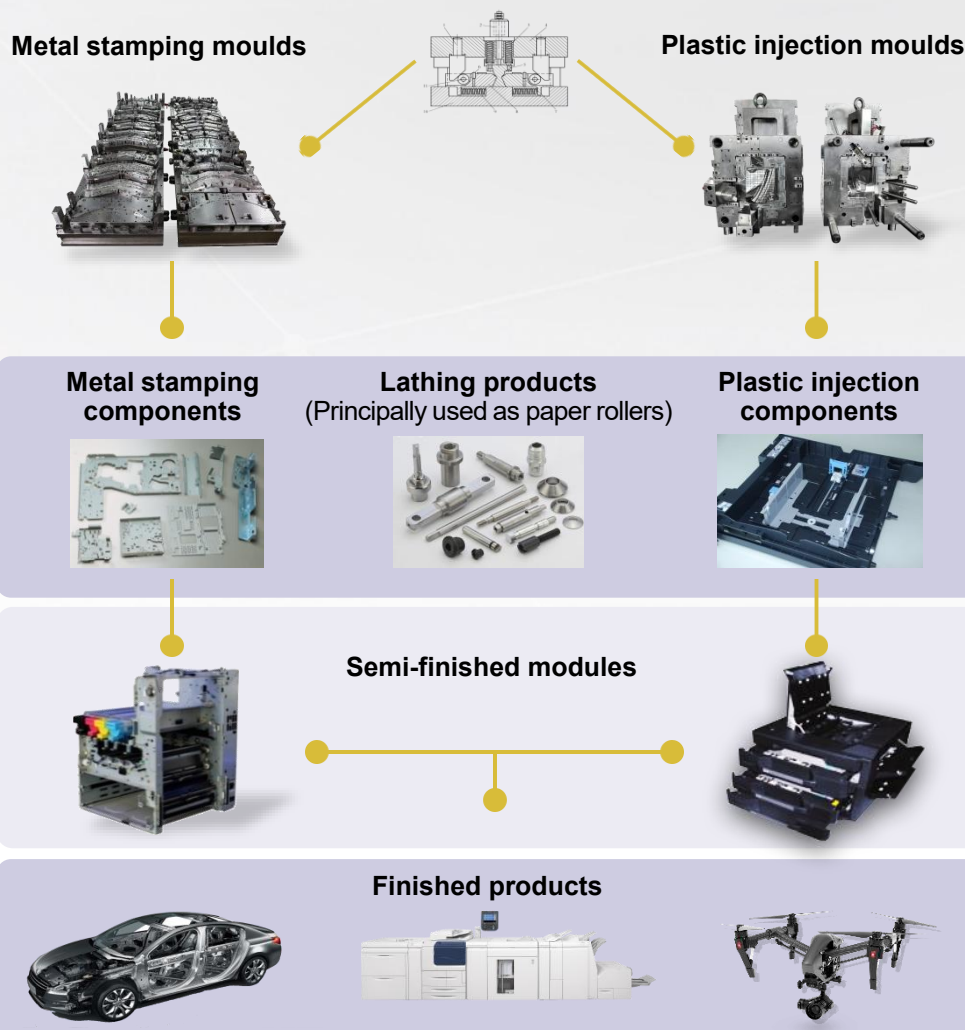 Metal stamping moulds
Plastic injection moulds
Metal stamping
components
Lathing products
(Principally used as paper rollers)
Plastic injection
components
Semi-finished modules
Finished products